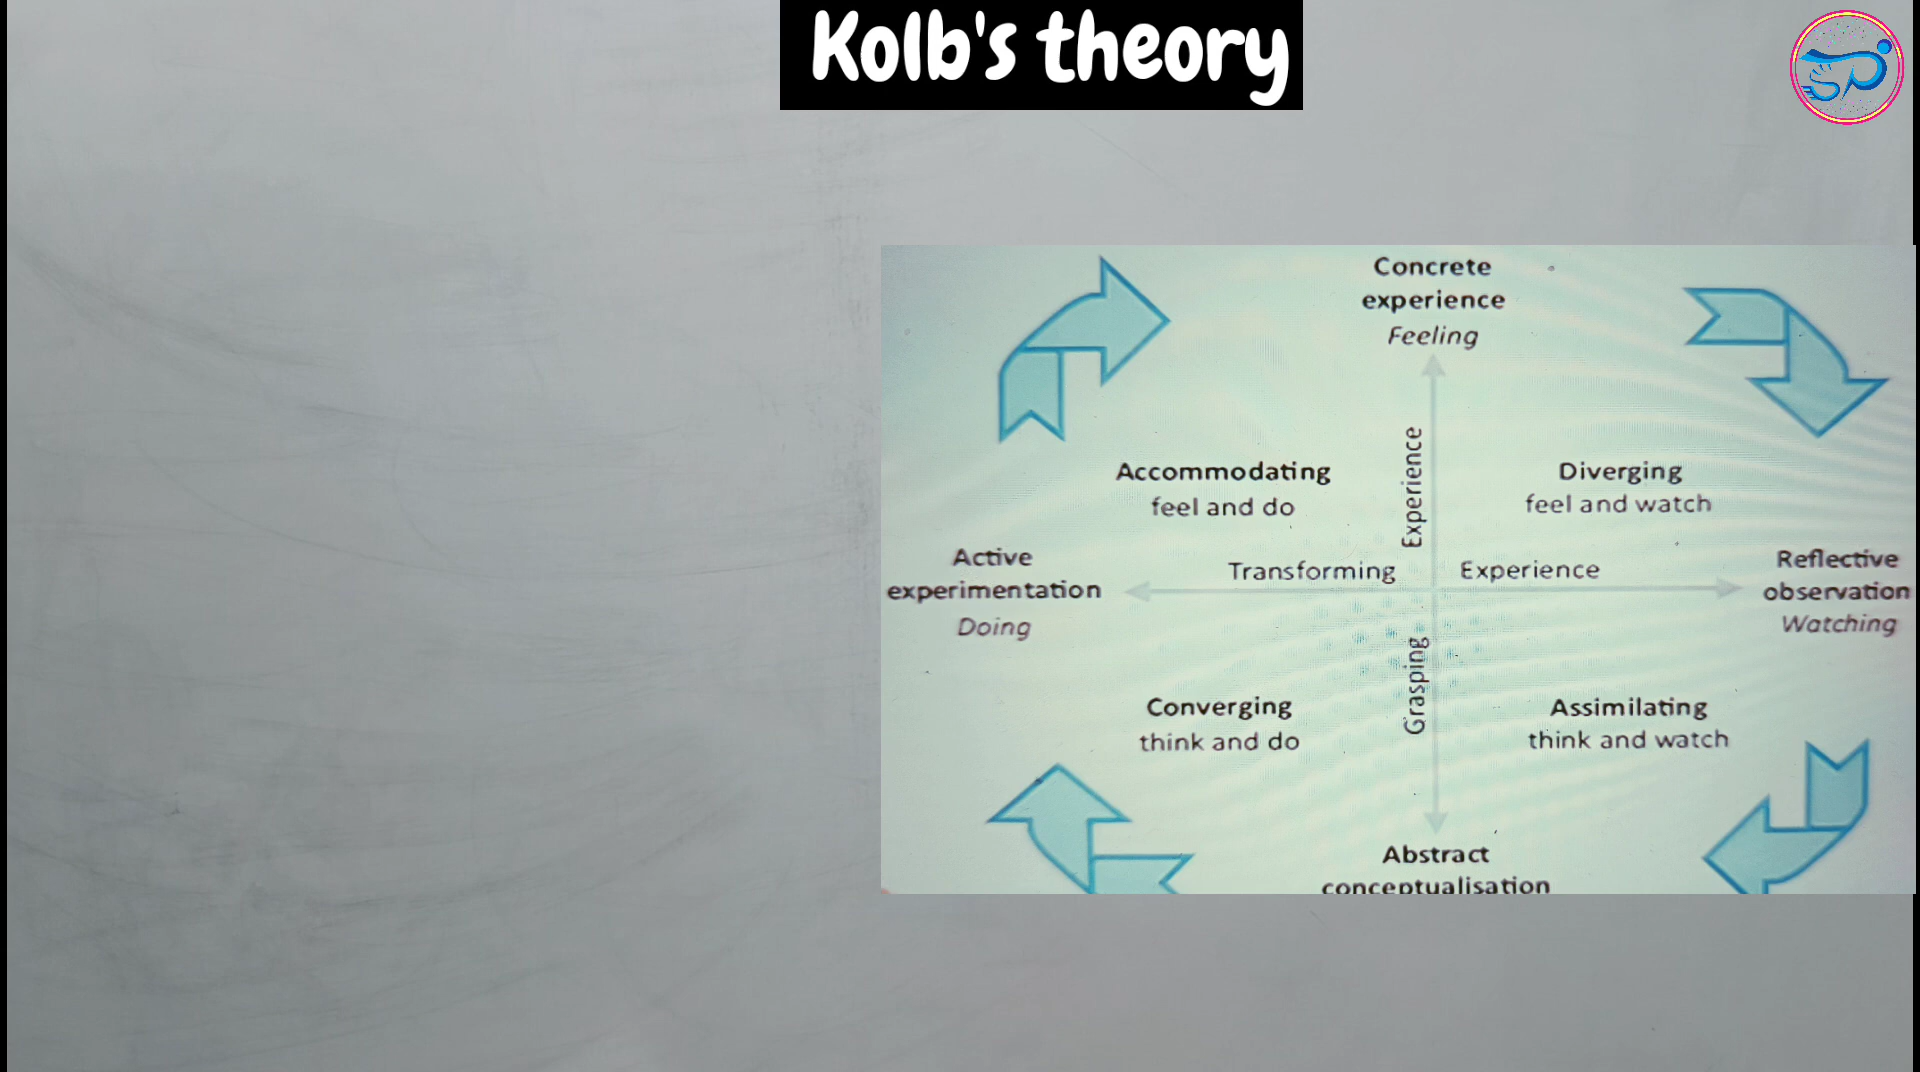 Kolb's theory
Concrete
experience
Feeling
Accommodating
feel and do
Experience
Diverging
feel and watch
Active
experimentation
Doing
Transforming
Experience
Reflective
observation
Watching
Grasping
Converging
think and do
Assimilating
think and watch
Abstract
conceptualisation